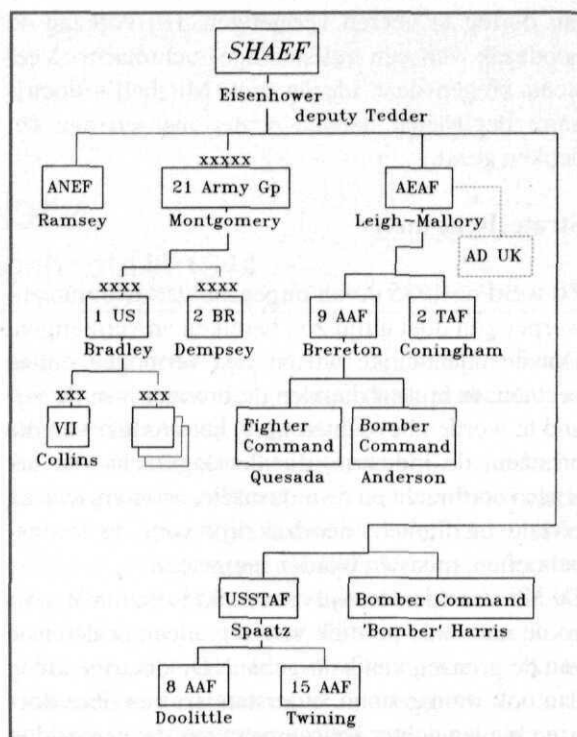 SHAEF
Eisenhower
deputy Tedder
ANEF
Ramsey
xxxxx
21 Army Gp
Montgomery
AEAF
Leigh~Mallory
AD UK
xxxx
1 US
Bradley
xxxx
2 BR
Dempsey
9 AAF
Brereton
2 TAF
Coningham
xxx
VII
Collins
xxx
Fighter
Command
Quesada
Bomber
Command
Anderson
USSTAF
Spaatz
Bomber Command
'Bomber' Harris
8 AAF
Doolittle
15 AAF
Twining